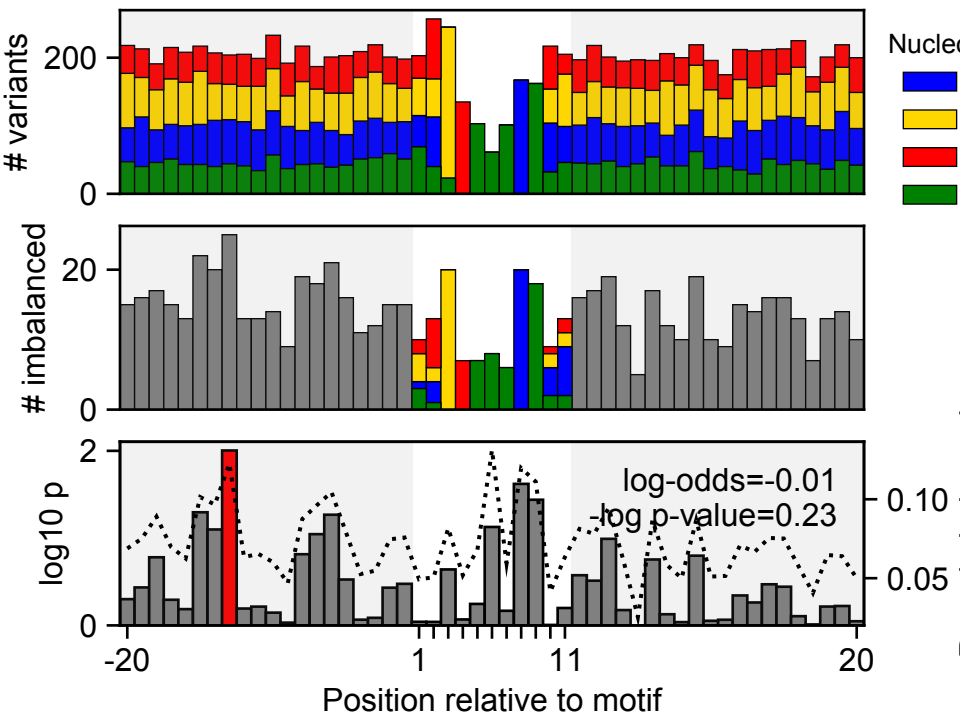 # variants
200
0
Nucleo
# imbalanced
20
0
log10 p
2
0
log-odds=-0.01
-log p-value=0.23
0.10
0.05
-20
1
11
20
Position relative to motif